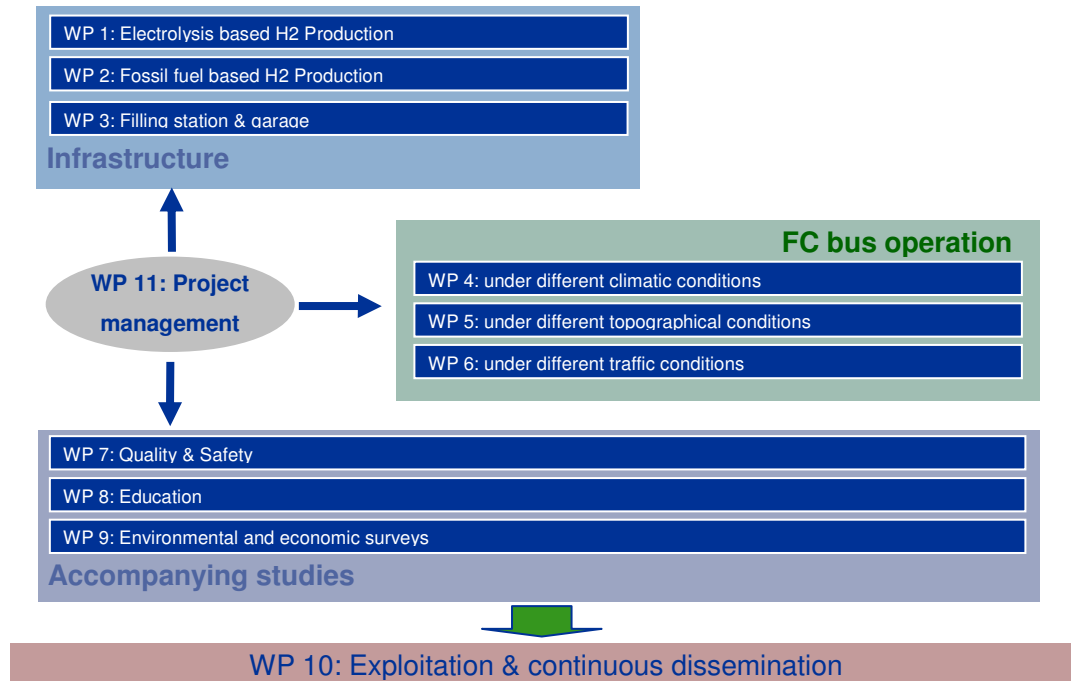 WP 1: Electrolysis based H2 Production
WP 2: Fossil fuel based H2 Production
WP 3: Filling station & garage
Infrastructure
FC bus operation
WP 4: under different climatic conditions
WP 5: under different topographical conditions
WP 6: under different traffic conditions
WP 11: Project
management
WP 7: Quality & Safety
WP 8: Education
WP 9: Environmental and economic surveys
Accompanying studies
WP 10: Exploitation & continuous dissemination